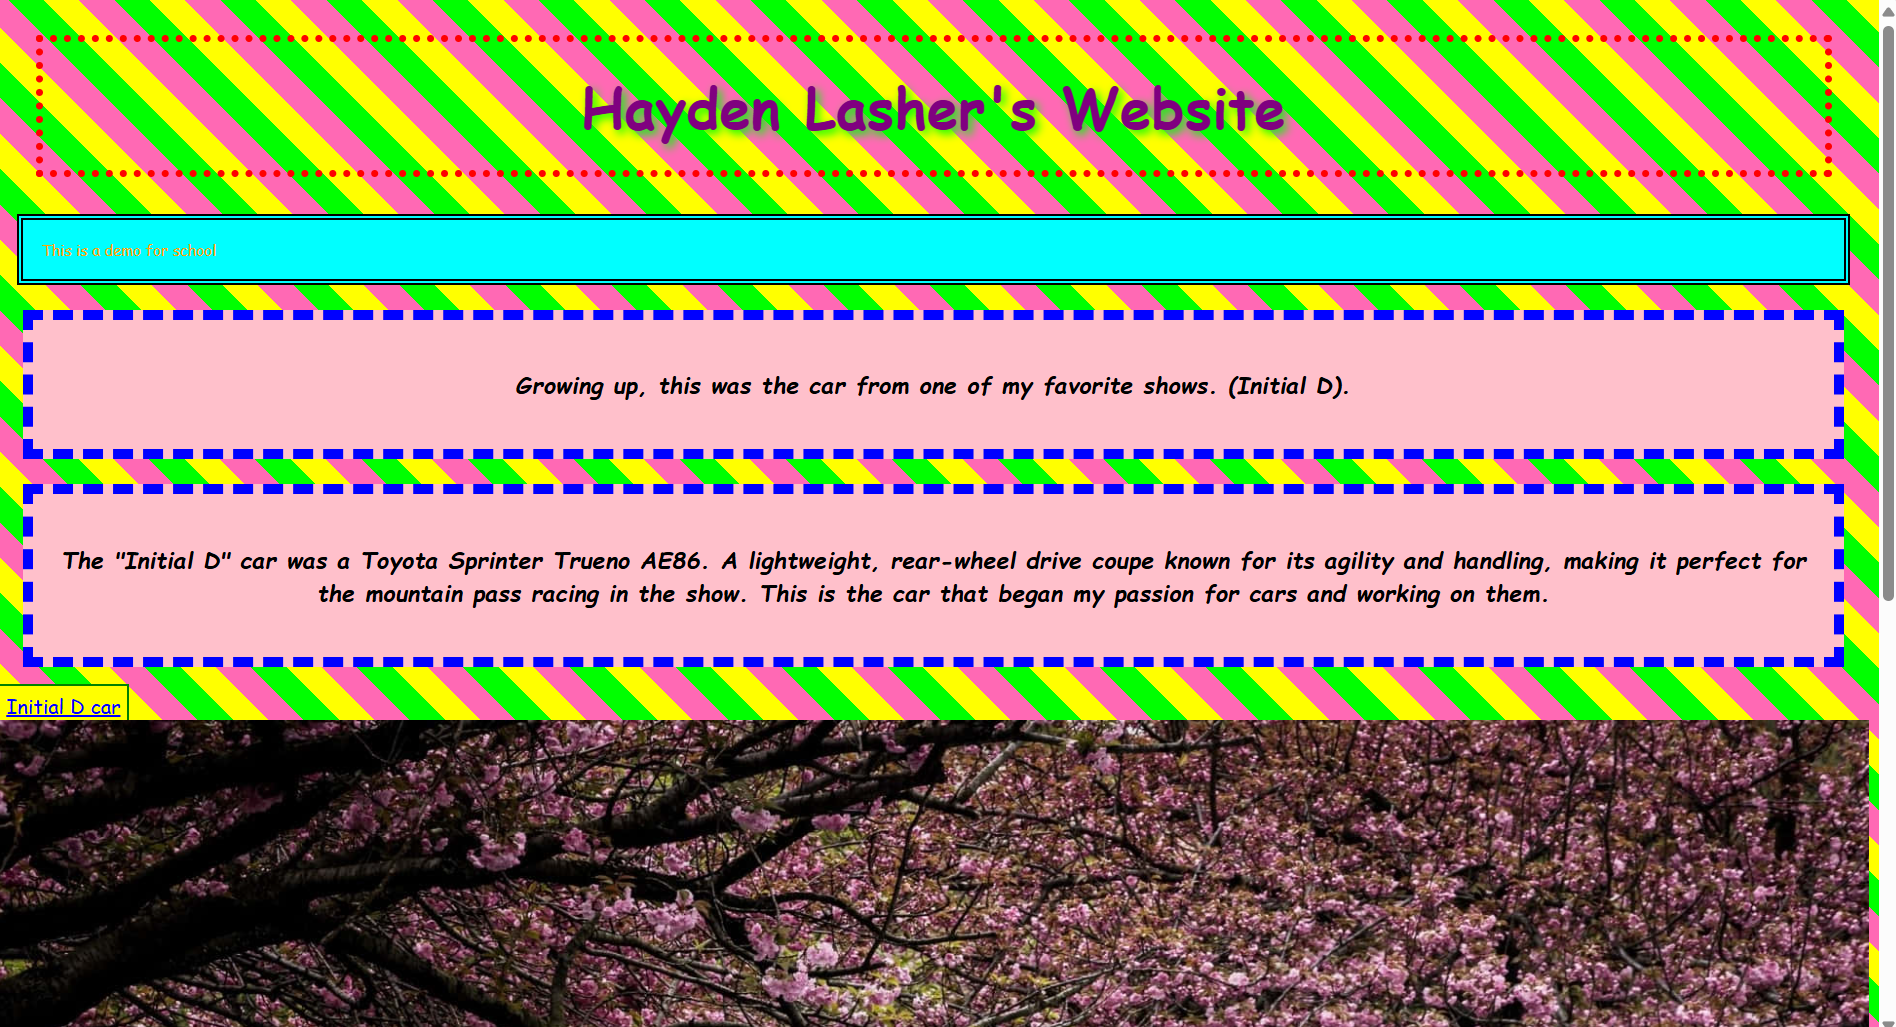 Hayden Lasher's Website
This is a demo for school
Growing up, this was the car from one of my favorite shows. (Initial D).
The "Initial D" car was a Toyota Sprinter Trueno AE86. A lightweight, rear-wheel drive coupe known for its agility and handling, making it perfect for
the mountain pass racing in the show. This is the car that began my passion for cars and working on them.
Initial D car